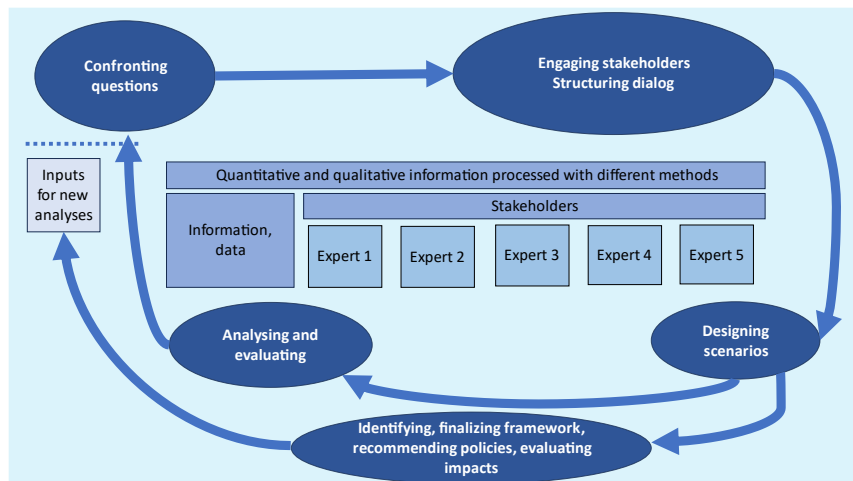 Confronting
questions
Engaging stakeholders
Structuring dialog
Inputs
for new
analyses
Quantitative and qualitative information processed with different methods
Information,
data
Stakeholders
Expert 1
Expert 2
Expert 3
Expert 4
Expert 5
Analysing and
evaluating
Designing
scenarios
Identifying, finalizing framework,
recommending policies, evaluating
impacts